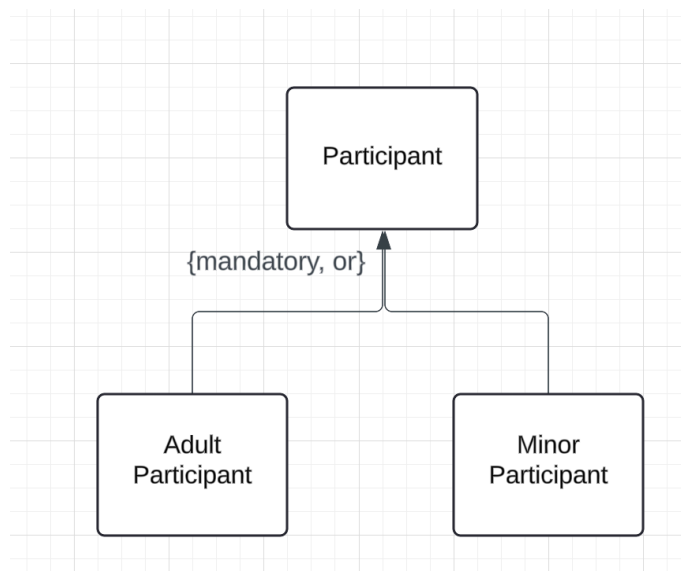 Participant
{mandatory, or}
Adult
Participant
Minor
Participant